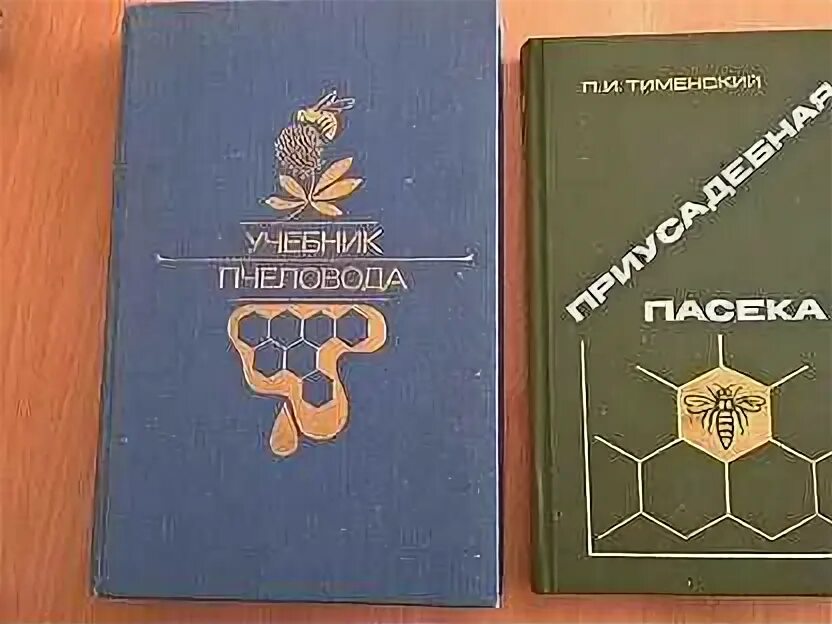 УЧЕБНИК
ПЧЕЛОВОДА
П.И. ТИМЕНСКИЙ
ПРИУСАДЕБНАЯ
ПАСЕКА